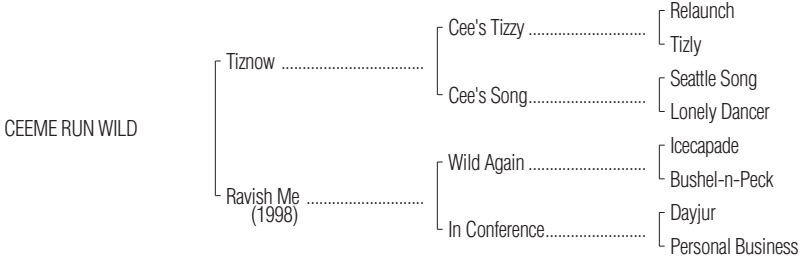 Relaunch
Cee's Tizzy ............................
Tizly
Tiznow ..................................
Seattle Song
Cee's Song............................
Lonely Dancer
CEEME RUN WILD
Icecapade
Wild Again ............................
Bushel-n-Peck
Ravish Me ............................
(1998)
Dayjur
In Conference........................
Personal Business